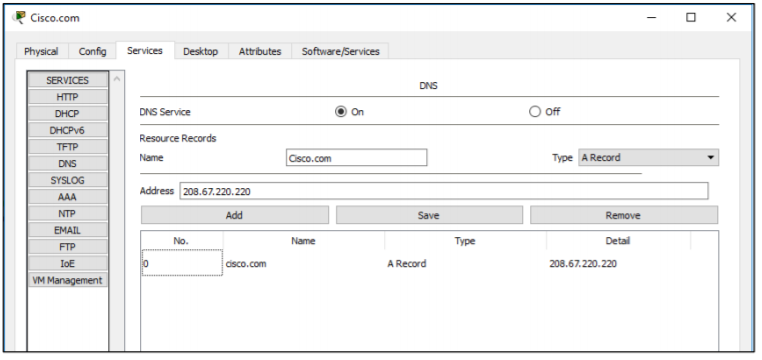 Cisco.com
Physical Config Services Desktop Attributes Software/Services
SERVICES
HTTP
DHCP
DHCPv6
TFTP
DNS
SYSLOG
AAA
NTP
EMAIL
FTP
IoE
VM Management
DNS
DNS Service On Off
Resource Records
Name Cisco.com Type A Record
Address 208.67.220.220
Add Save Remove
No. Name Type Detail
0 cisco.com A Record 208.67.220.220